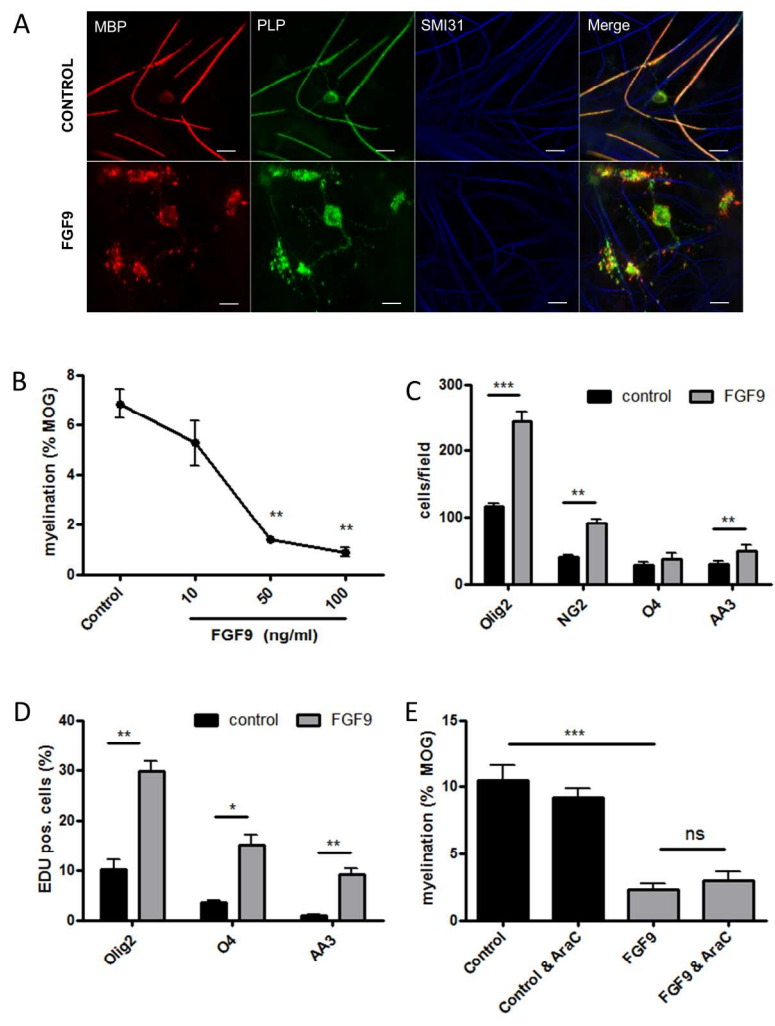 A
MBP PLP SMI31 Merge
CONTROL
FGF9
B
myelination (% MOG)
8
6
4
2
0
Control 10 50 100
** **
FGF9 (ng/ml)
C
cells/field
control FGF9
300
200
100
0
*** ** **
Olig2 NG2 O4 AA3
D
EDU pos. cells (%)
control FGF9
40
30
20
10
0
** * **
Olig2 O4 AA3
E
myelination (% MOG)
15
10
5
0
*** ns
Control Control & AraC FGF9 FGF9 & AraC